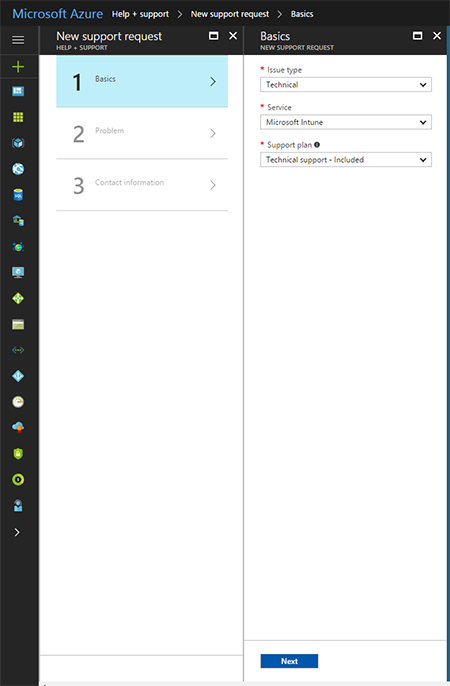 Microsoft Azure Help + support > New support request > Basics
New support request
HELP + SUPPORT
1 Basics
2 Problem
3 Contact information
Basics
NEW SUPPORT REQUEST
* Issue type
Technical
* Service
Microsoft Intune
* Support plan
Technical support - Included
Next